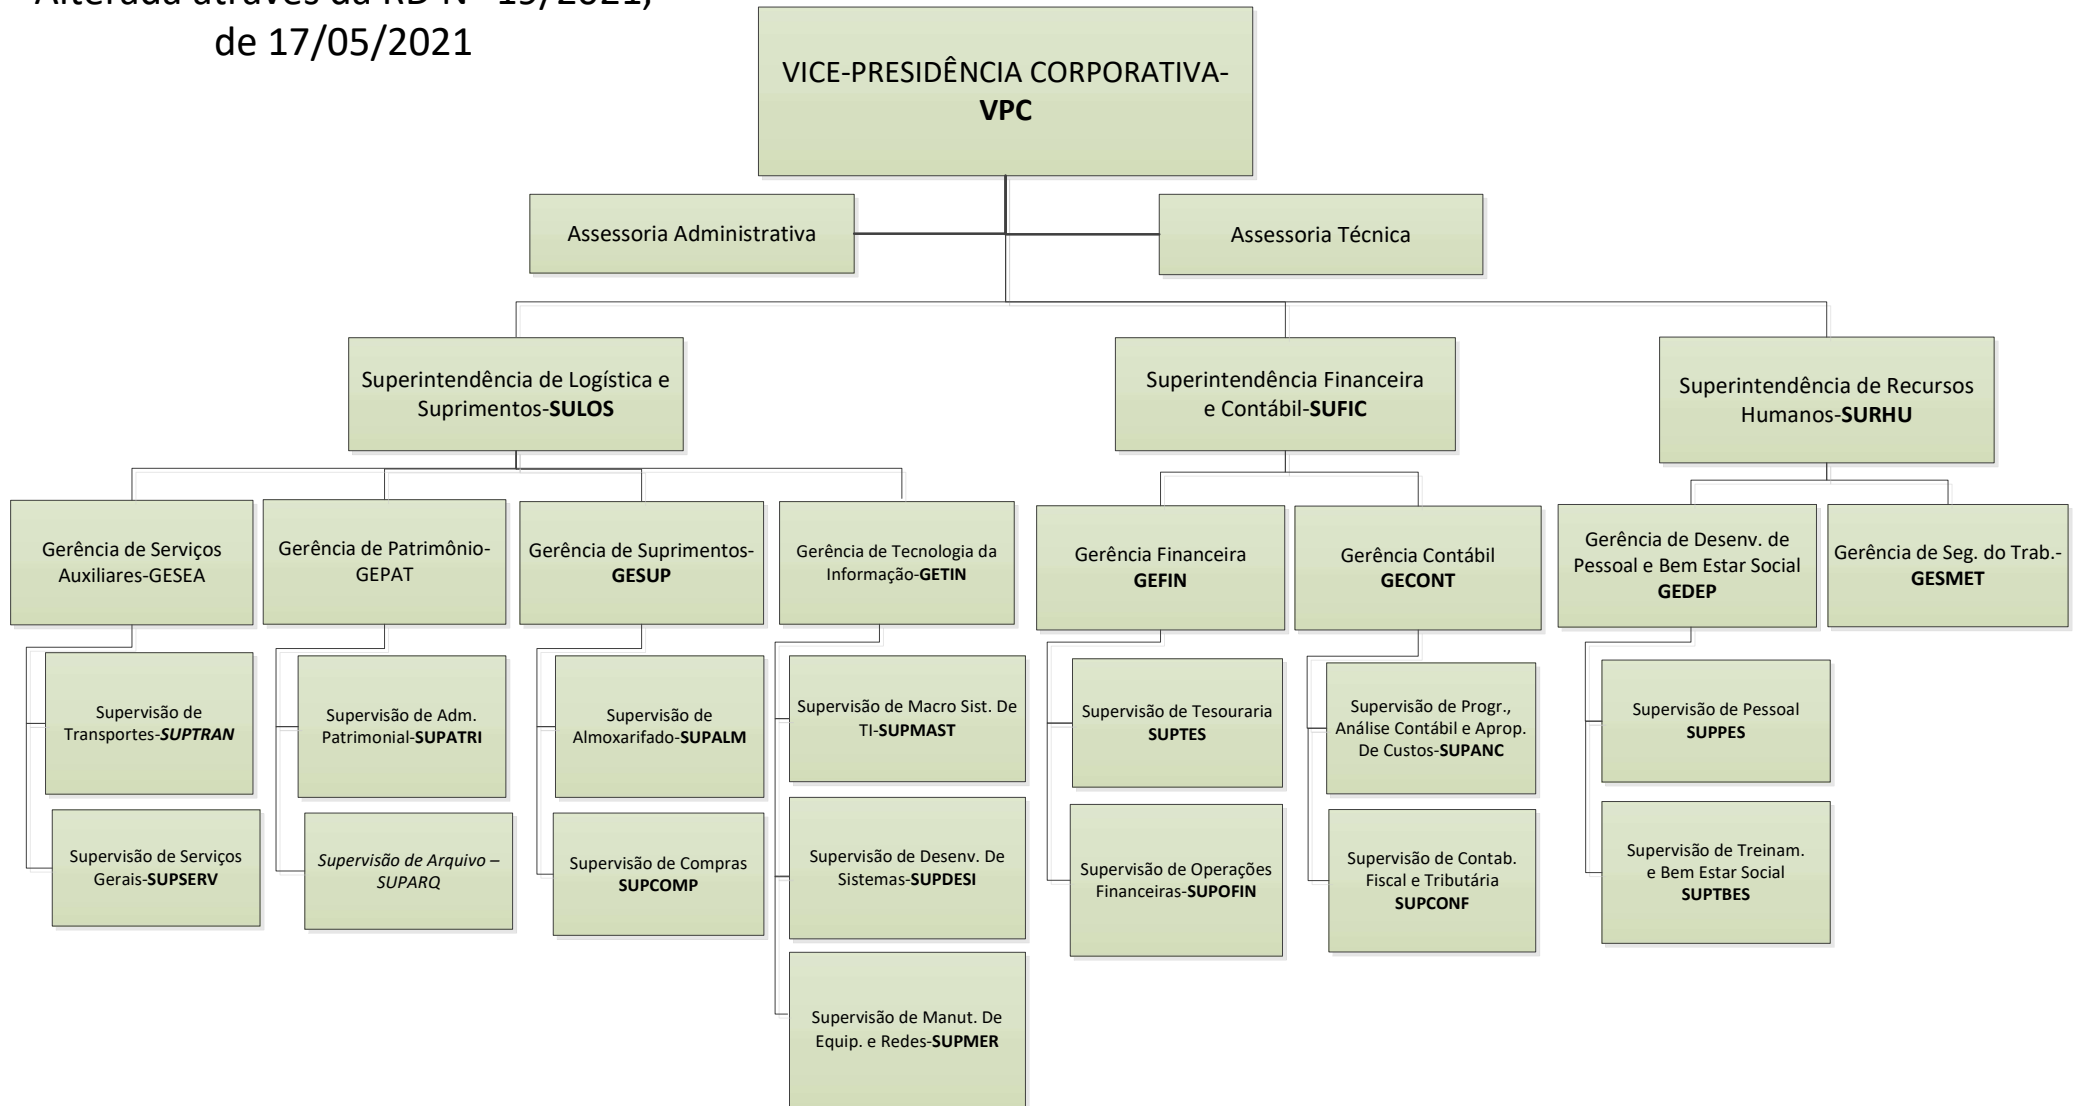 Alterada através da RD Nº 19/2021,
de 17/05/2021
VICE-PRESIDÊNCIA CORPORATIVA-
VPC
Assessoria Administrativa
Assessoria Técnica
Superintendência de Logística e
Suprimentos-SULOS
Superintendência Financeira
e Contábil-SUFIC
Superintendência de Recursos
Humanos-SURHU
Gerência de Serviços
Auxiliares-GESEA
Gerência de Patrimônio-
GEPAT
Gerência de Suprimentos-
GESUP
Gerência de Tecnologia da
Informação-GETIN
Gerência Financeira
GEFIN
Gerência Contábil
GECONT
Gerência de Desenv. de
Pessoal e Bem Estar Social
GEDEP
Gerência de Seg. do Trab.-
GESMET
Supervisão de
Transportes-SUPTRAN
Supervisão de Adm.
Patrimonial-SUPATRI
Supervisão de
Almoxarifado-SUPALM
Supervisão de Macro Sist. De
TI-SUPMAST
Supervisão de Tesouraria
SUPTES
Supervisão de Progr.,
Análise Contábil e Aprop.
De Custos-SUPANC
Supervisão de Pessoal
SUPPES
Supervisão de Serviços
Gerais-SUPSERV
Supervisão de Arquivo –
SUPARQ
Supervisão de Compras
SUPCOMP
Supervisão de Desenv. De
Sistemas-SUPDESI
Supervisão de Operações
Financeiras-SUPOFIN
Supervisão de Contab.
Fiscal e Tributária
SUPCONF
Supervisão de Treinam.
e Bem Estar Social
SUPTBES
Supervisão de Manut. De
Equip. e Redes-SUPMER